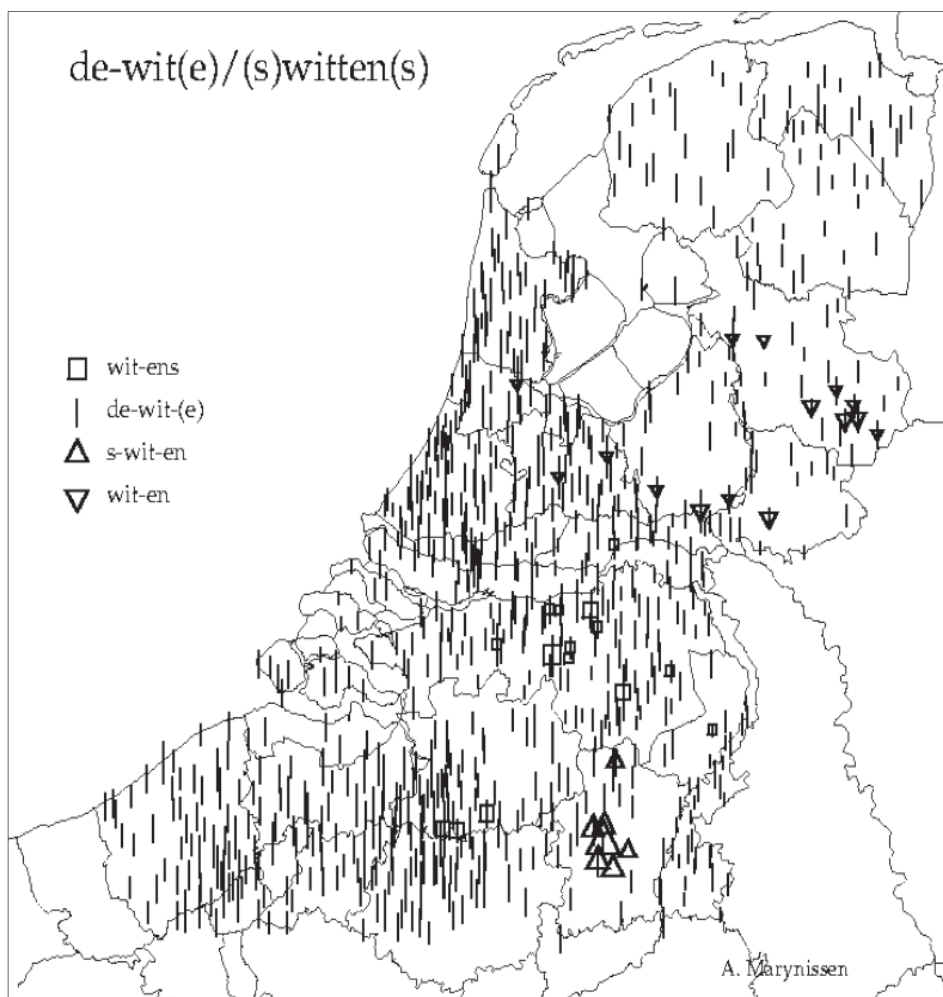 de-wit(e)/(s)witten(s)
wit-ens
de-wit-(e)
s-wit-en
wit-en
A. Marynissen